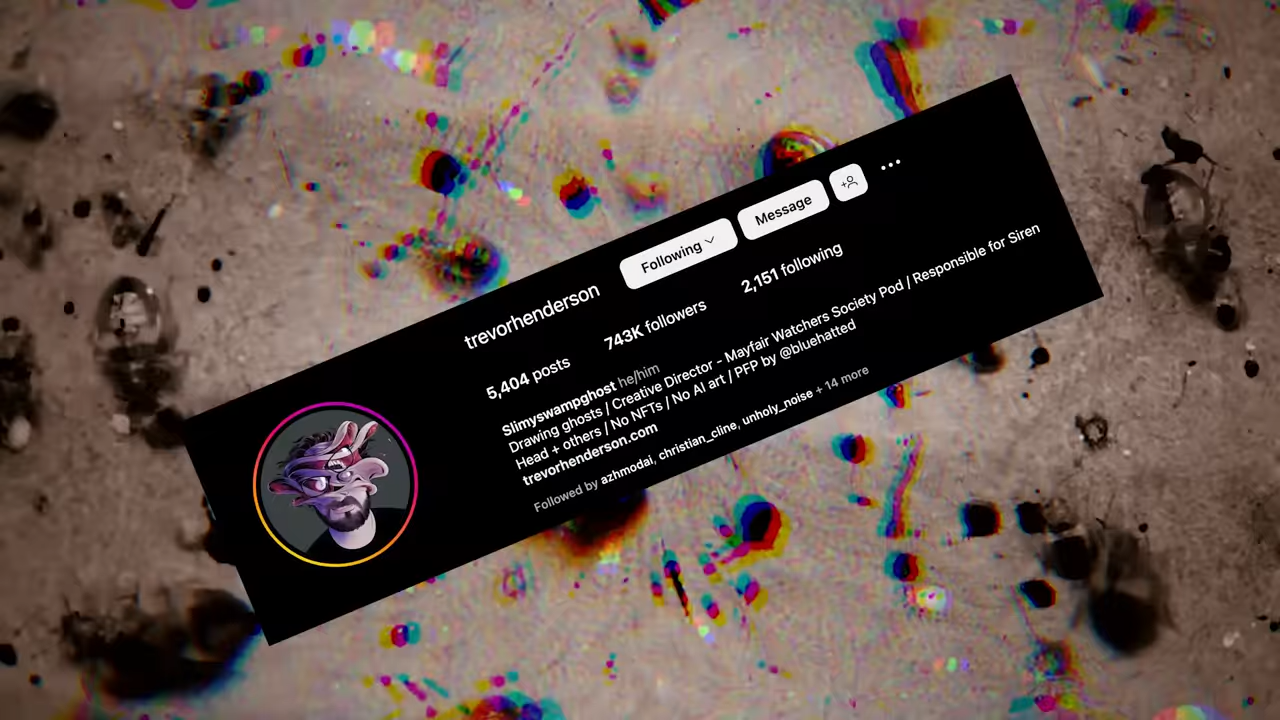 trevorhenderson
Following
Message
5,404 posts
743K followers
2,151 following
Slimyswampghost he/him
Drawing ghosts / Creative Director - Mayfair Watchers Society Pod / Responsible for Siren
Head + others / No NFTs / No AI art / PFP by @bluehatted
trevorhenderson.com
Followed by azhmodai, christian_cline, unholy_noise + 14 more